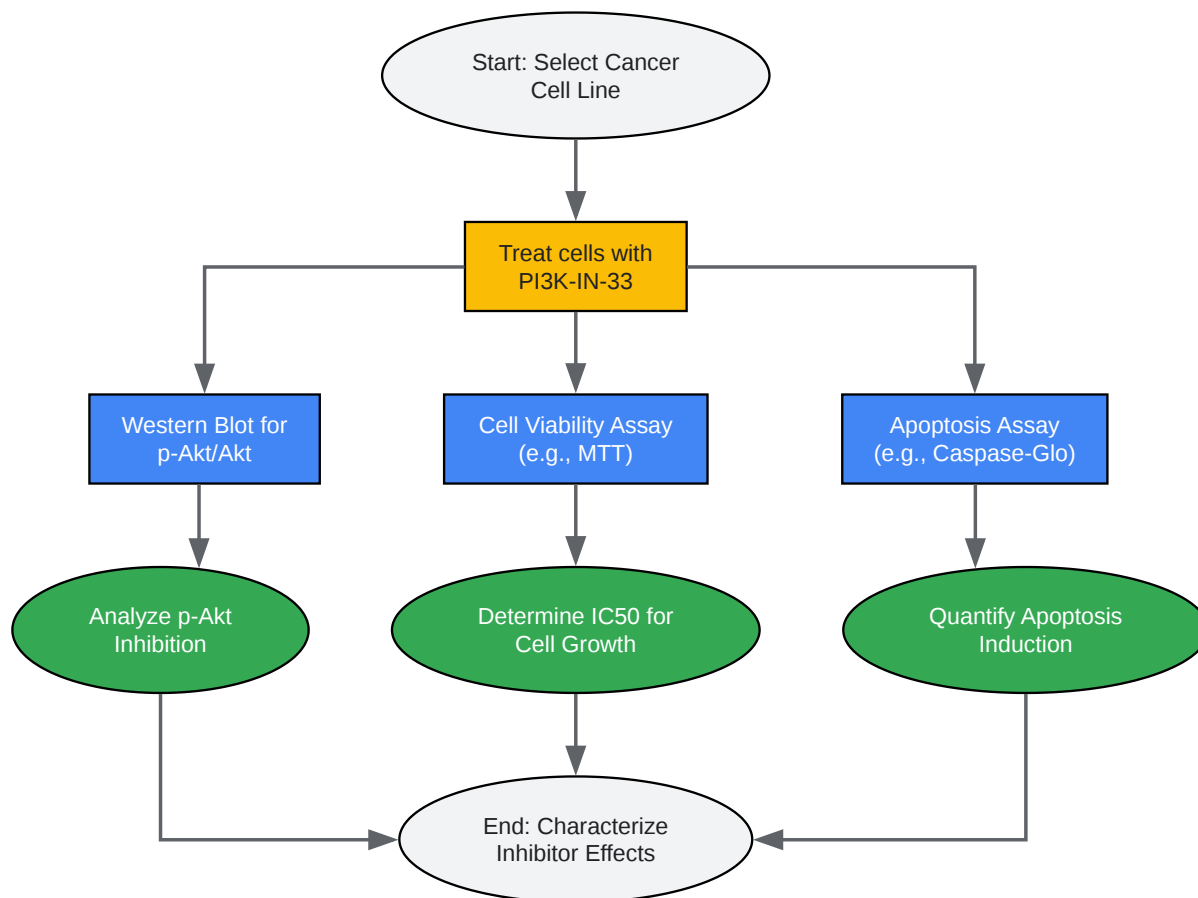 Start: Select Cancer
Cell Line
Treat cells with
PI3K-IN-33
Western Blot for
p-Akt/Akt
Cell Viability Assay
(e.g., MTT)
Apoptosis Assay
(e.g., Caspase-Glo)
Analyze p-Akt
Inhibition
Determine IC50 for
Cell Growth
Quantify Apoptosis
Induction
End: Characterize
Inhibitor Effects